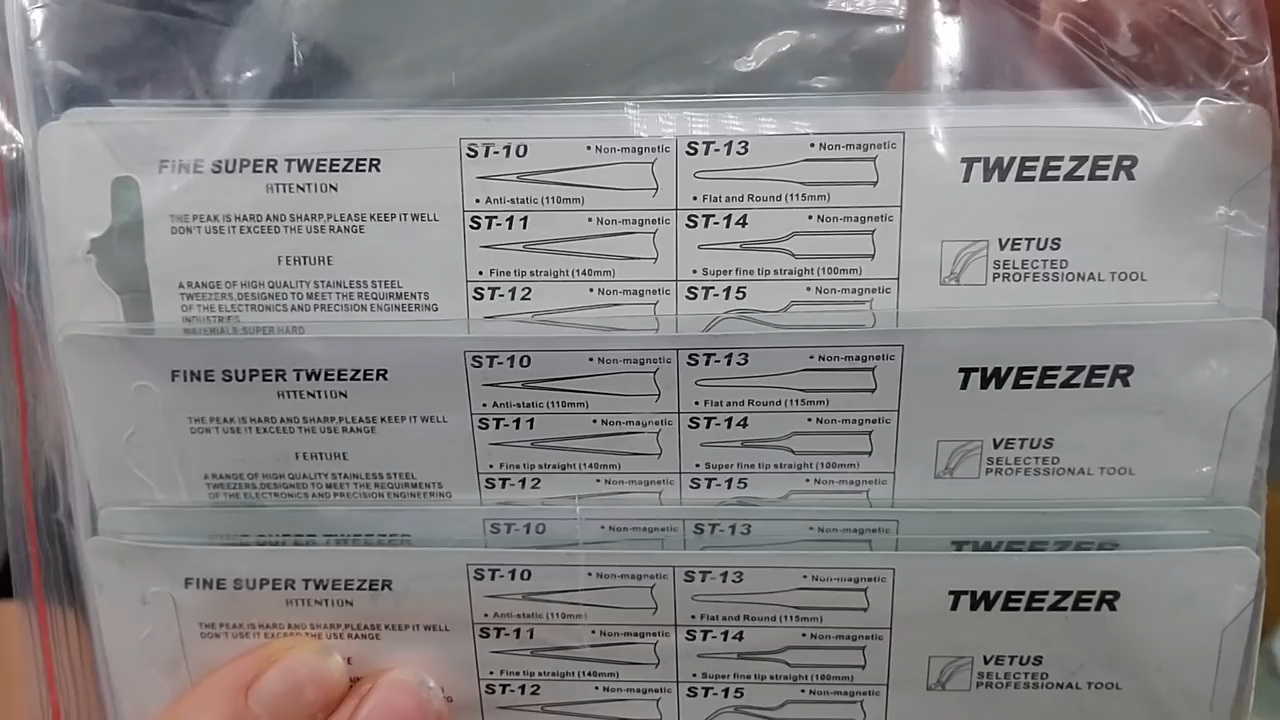 FINE SUPER TWEEZER
ATTENTION
THE PEAK IS HARD AND SHARP,PLEASE KEEP IT WELL
DON'T USE IT EXCEED THE USE RANGE
FEATURE
A RANGE OF HIGH QUALITY STAINLESS STEEL
TWEEZERS,DESIGNED TO MEET THE REQUIRMENTS
OF THE ELECTRONICS AND PRECISION ENGINEERING
INDUSTRIES
MATERIALS:SUPER HARD
ST-10 * Non-magnetic
• Anti-static (110mm)
ST-11 * Non-magnetic
• Fine tip straight (140mm)
ST-12 * Non-magnetic
ST-13 * Non-magnetic
• Flat and Round (115mm)
ST-14 * Non-magnetic
• Super fine tip straight (100mm)
ST-15 * Non-magnetic
TWEEZER
VETUS
SELECTED
PROFESSIONAL TOOL
FINE SUPER TWEEZER
ATTENTION
THE PEAK IS HARD AND SHARP,PLEASE KEEP IT WELL
DON'T USE IT EXCEED THE USE RANGE
FEATURE
A RANGE OF HIGH QUALITY STAINLESS STEEL
TWEEZERS,DESIGNED TO MEET THE REQUIRMENTS
OF THE ELECTRONICS AND PRECISION ENGINEERING
ST-10 * Non-magnetic
• Anti-static (110mm)
ST-11 * Non-magnetic
• Fine tip straight (140mm)
ST-12 * Non-magnetic
ST-13 * Non-magnetic
• Flat and Round (115mm)
ST-14 * Non-magnetic
• Super fine tip straight (100mm)
ST-15 * Non-magnetic
TWEEZER
VETUS
SELECTED
PROFESSIONAL TOOL
FINE SUPER TWEEZER
ST-10 * Non-magnetic
ST-13 * Non-magnetic
TWEEZER
FINE SUPER TWEEZER
ATTENTION
THE PEAK IS HARD AND SHARP,PLEASE KEEP IT WELL
DON'T USE IT EXCEED THE USE RANGE
ST-10 * Non-magnetic
• Anti-static (110mm)
ST-11 * Non-magnetic
• Fine tip straight (140mm)
ST-12 * Non-magnetic
ST-13 * Non-magnetic
• Flat and Round (115mm)
ST-14 * Non-magnetic
• Super fine tip straight (100mm)
ST-15 * Non-magnetic
TWEEZER
VETUS
SELECTED
PROFESSIONAL TOOL